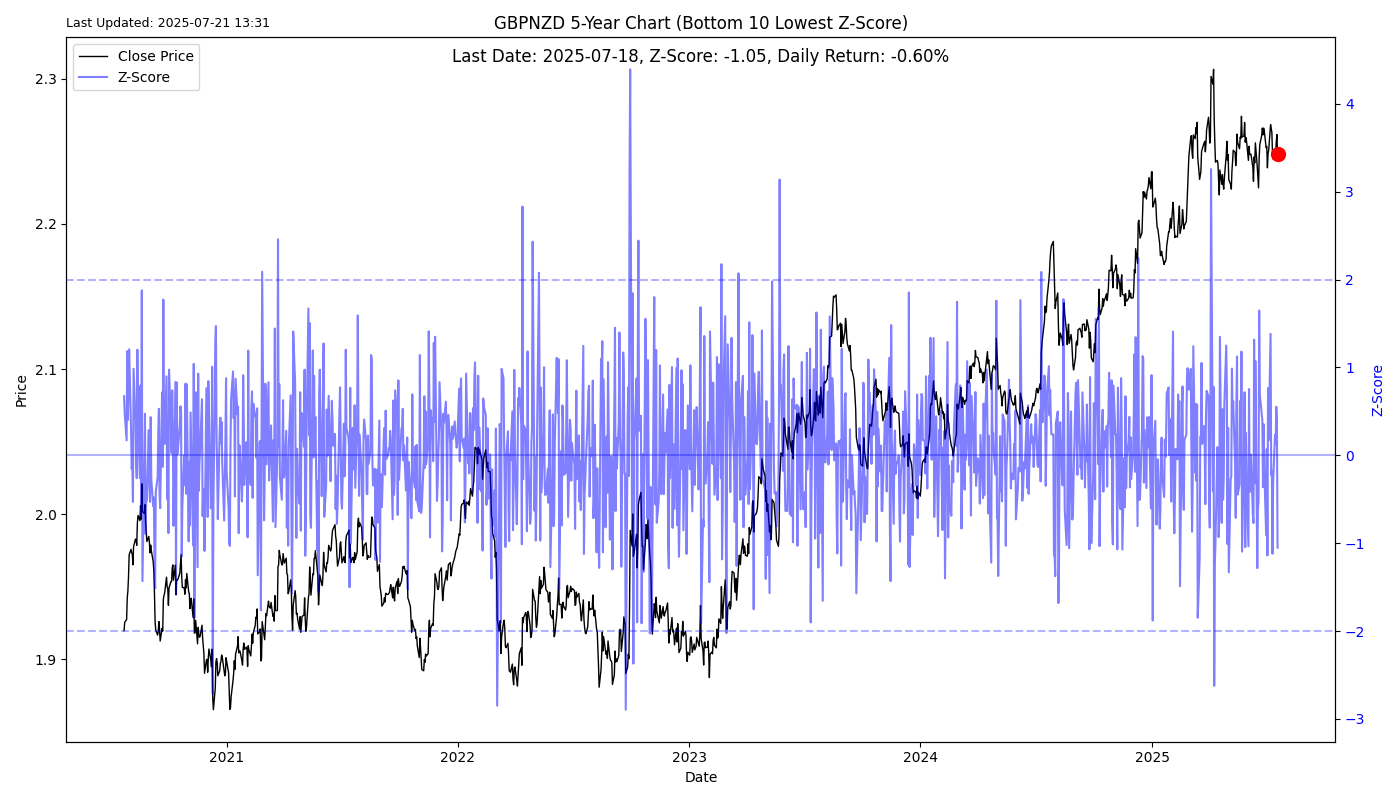 Last Updated: 2025-07-21 13:31
GBPNZD 5-Year Chart (Bottom 10 Lowest Z-Score)
Last Date: 2025-07-18, Z-Score: -1.05, Daily Return: -0.60%
Close Price
Z-Score
Price
2.3
2.2
2.1
2.0
1.9
4
3
2
1
0
−1
−2
−3
Z-Score
2021
2022
2023
2024
2025
Date